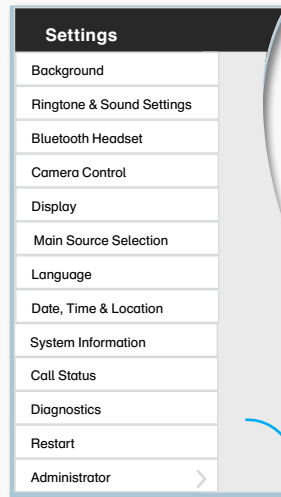 Settings
Background
Ringtone & Sound Settings
Bluetooth Headset
Camera Control
Display
Main Source Selection
Language
Date, Time & Location
System Information
Call Status
Diagnostics
Restart
Administrator